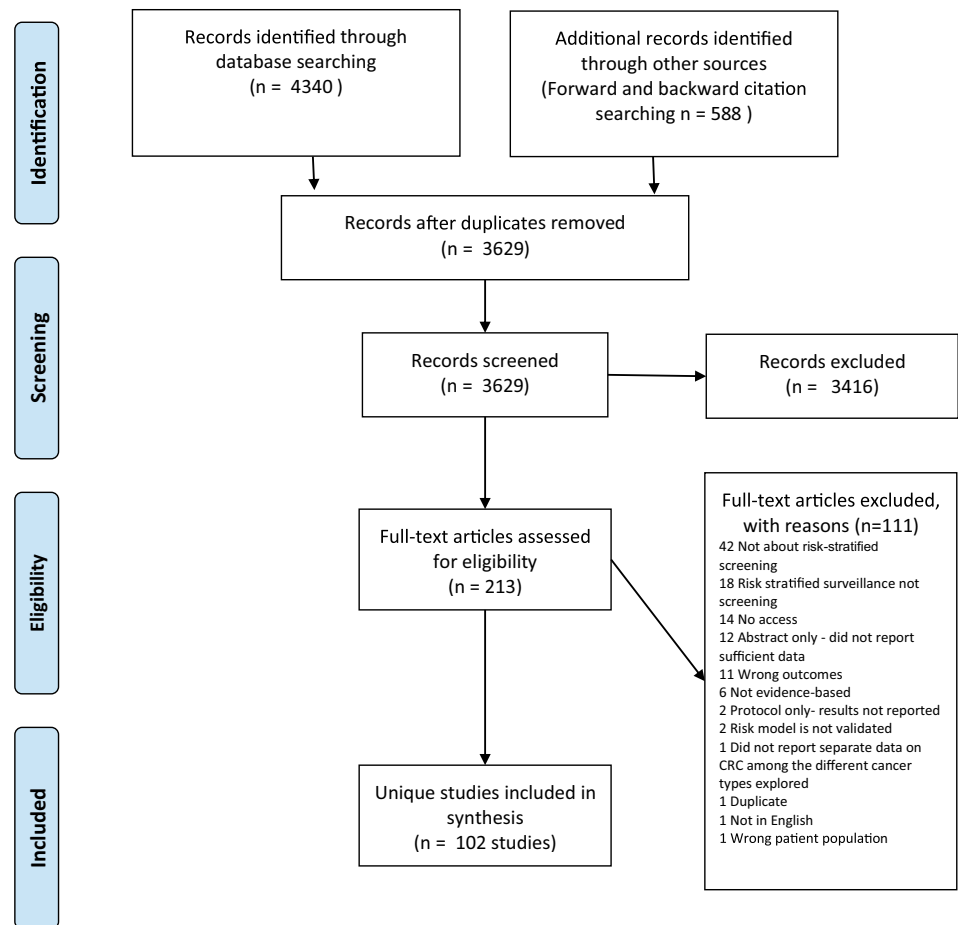 Identification
Records identified through
database searching
(n = 4340 )
Additional records identified
through other sources
(Forward and backward citation
searching n = 588 )
Records after duplicates removed
(n = 3629)
Screening
Records screened
(n = 3629)
Records excluded
(n = 3416)
Eligibility
Full-text articles assessed
for eligibility
(n = 213)
Full-text articles excluded,
with reasons (n=111)
42 Not about risk-stratified
screening
18 Risk stratified surveillance not
screening
14 No access
12 Abstract only - did not report
sufficient data
11 Wrong outcomes
6 Not evidence-based
2 Protocol only- results not reported
2 Risk model is not validated
1 Did not report separate data on
CRC among the different cancer
types explored
1 Duplicate
1 Not in English
1 Wrong patient population
Included
Unique studies included in
synthesis
(n = 102 studies)